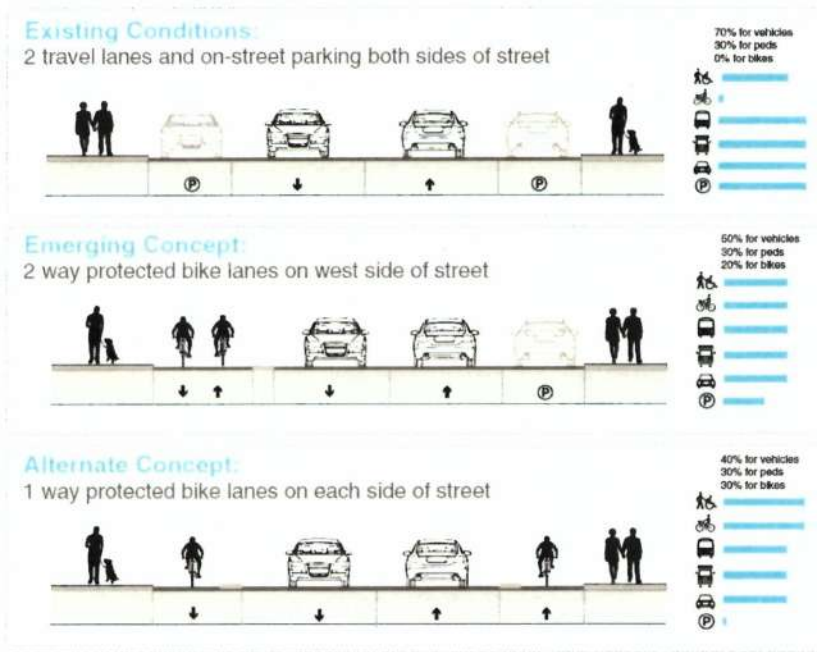 Existing Conditions:
2 travel lanes and on-street parking both sides of street
70% for vehicles
30% for peds
0% for bikes
P
P
P
Emerging Concept:
2 way protected bike lanes on west side of street
50% for vehicles
30% for peds
20% for bikes
P
P
Alternate Concept:
1 way protected bike lanes on each side of street
40% for vehicles
30% for peds
30% for bikes
P